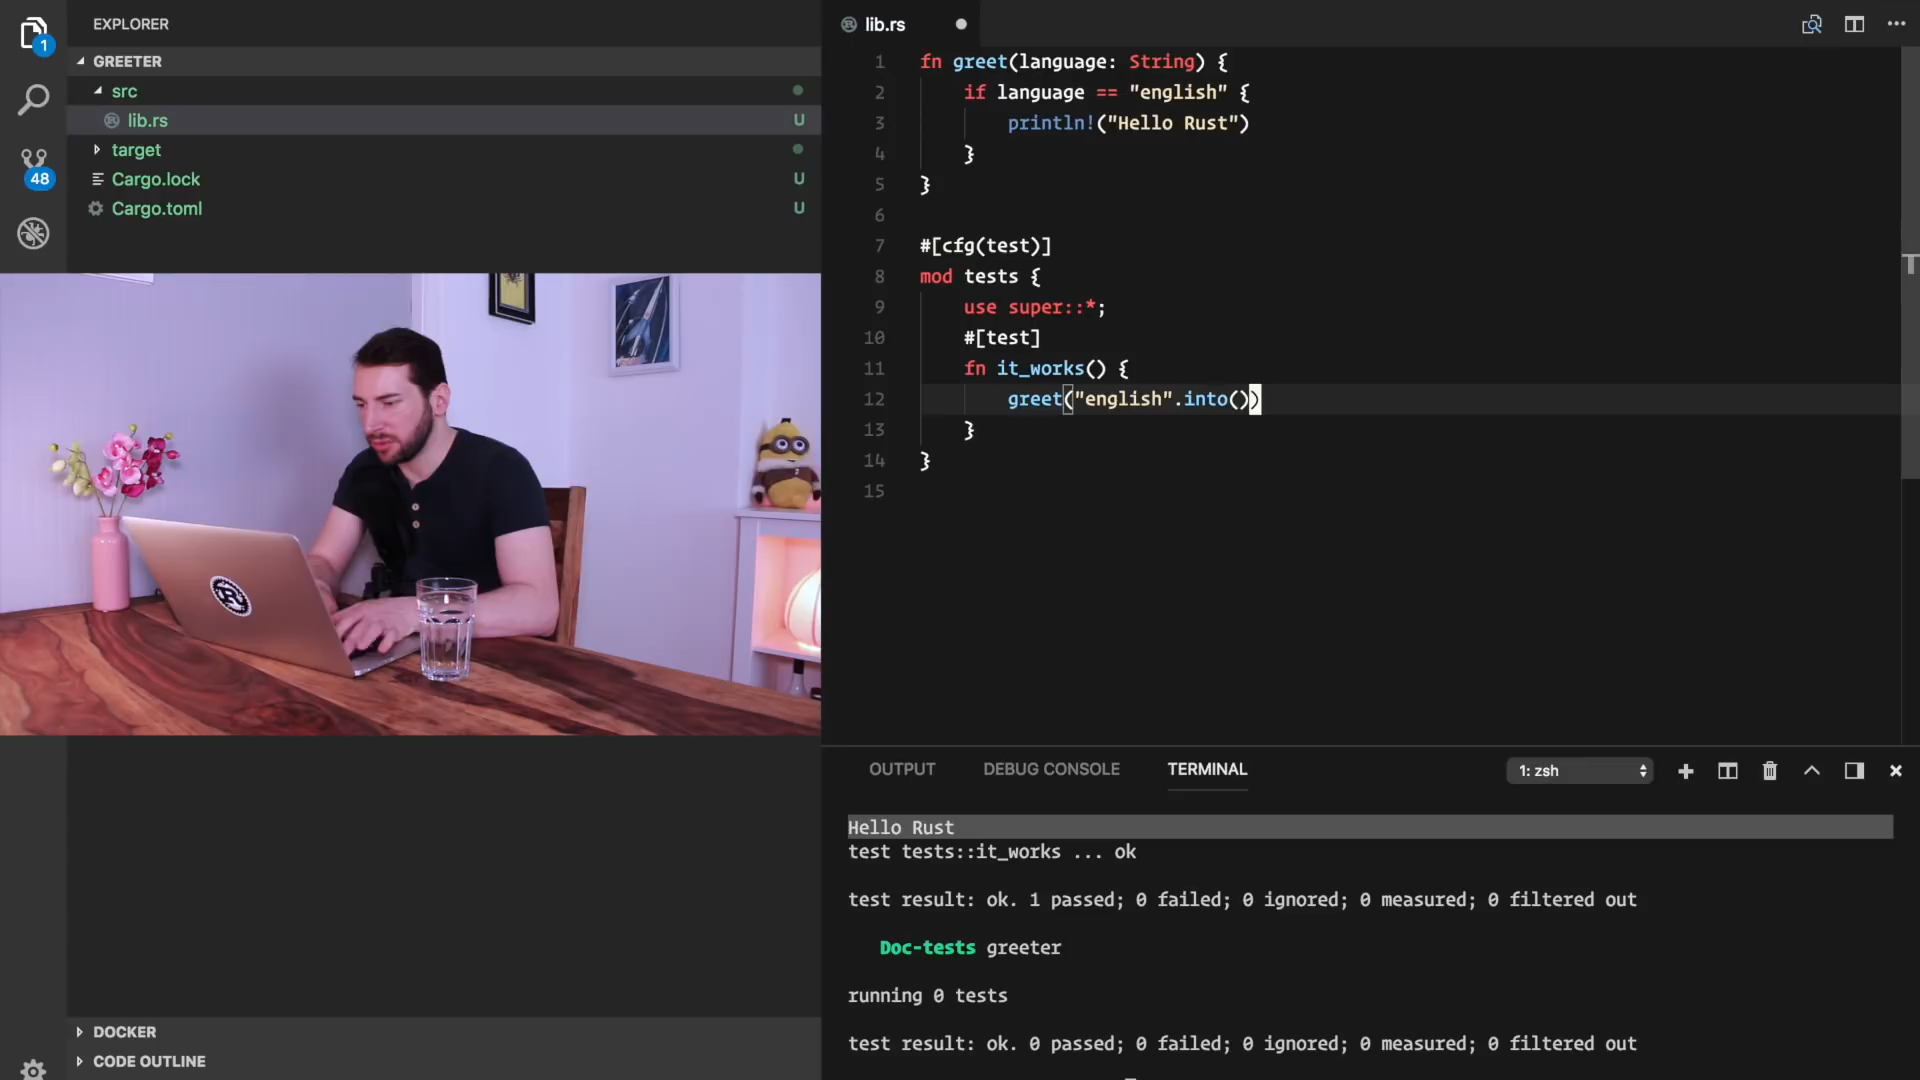 EXPLORER
GREETER
src
lib.rs U
target
Cargo.lock U
Cargo.toml U
1
48
DOCKER
CODE OUTLINE
lib.rs
1 fn greet(language: String) {
2 if language == "english" {
3 println!("Hello Rust")
4 }
5 }
6
7 #[cfg(test)]
8 mod tests {
9 use super::*;
10 #[test]
11 fn it_works() {
12 greet("english".into())
13 }
14 }
15
OUTPUT DEBUG CONSOLE TERMINAL 1: zsh
Hello Rust
test tests::it_works ... ok
test result: ok. 1 passed; 0 failed; 0 ignored; 0 measured; 0 filtered out
Doc-tests greeter
running 0 tests
test result: ok. 0 passed; 0 failed; 0 ignored; 0 measured; 0 filtered out
R